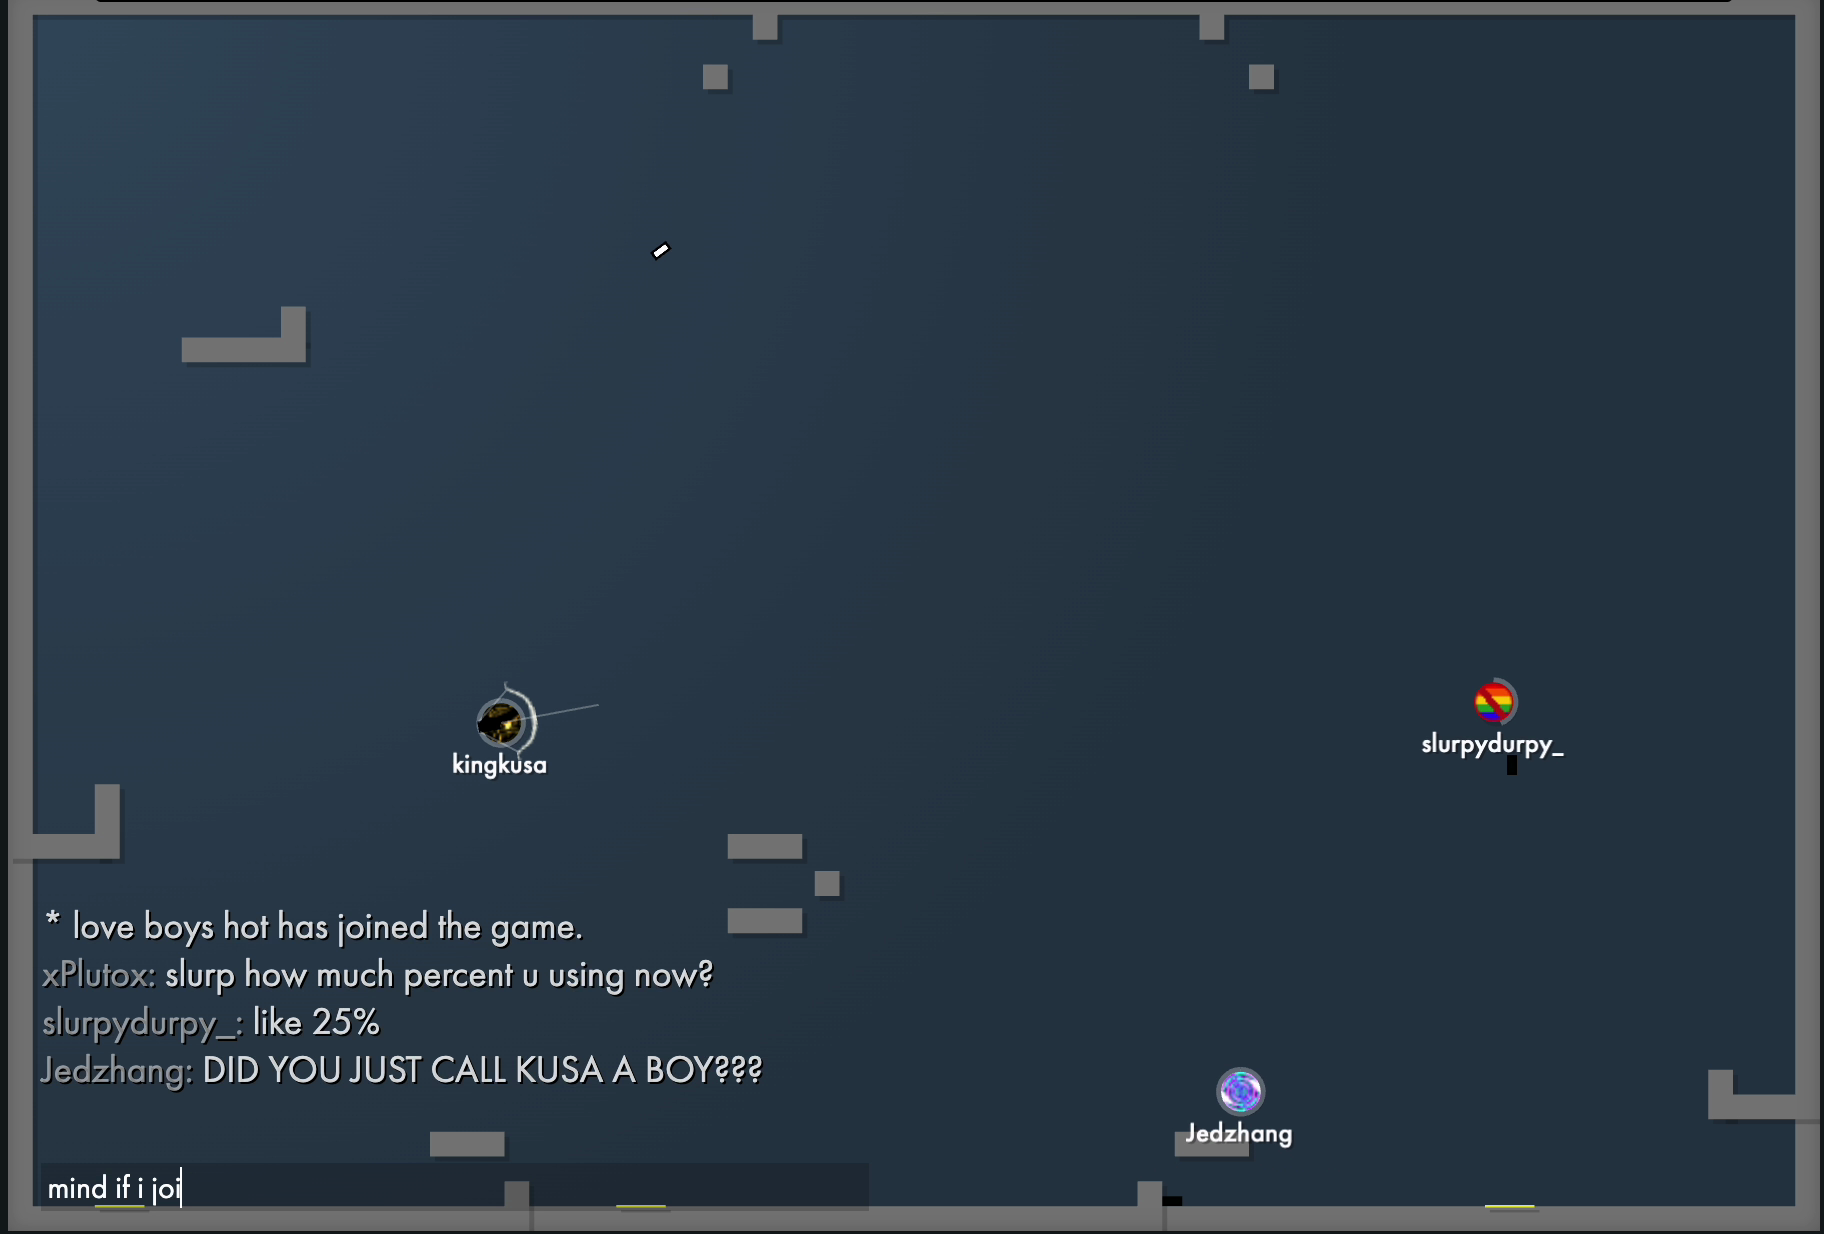 kingkusa
slurpydurpy_
* love boys hot has joined the game.
xPlutox: slurp how much percent u using now?
slurpydurpy_: like 25%
Jedzhang: DID YOU JUST CALL KUSA A BOY???
Jedzhang
mind if i joi